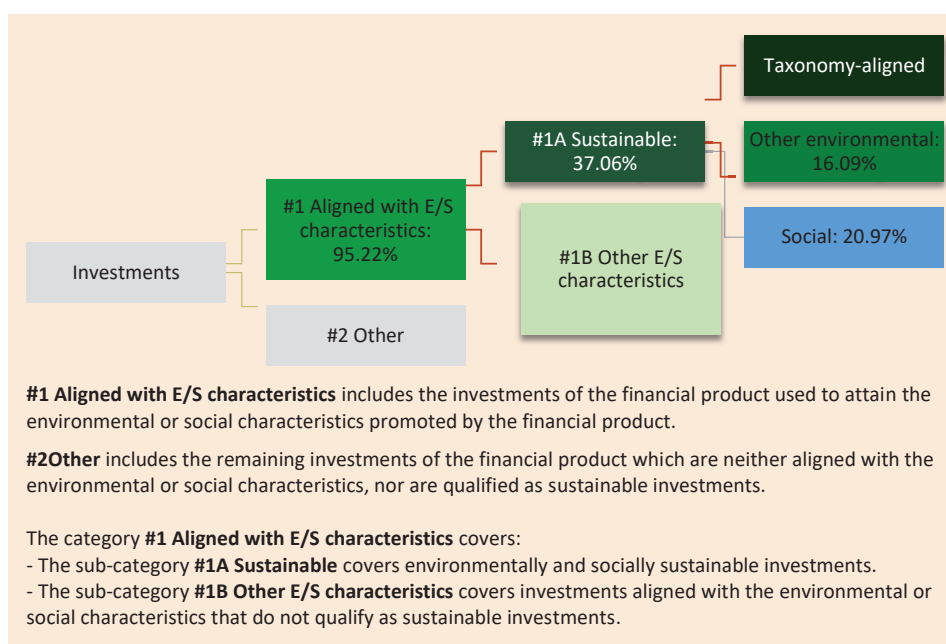 Taxonomy-aligned
#1A Sustainable:
37.06%
Other environmental:
16.09%
#1 Aligned with E/S
characteristics:
95.22%
Social: 20.97%
#1B Other E/S
characteristics
Investments
#2 Other
#1 Aligned with E/S characteristics includes the investments of the financial product used to attain the
environmental or social characteristics promoted by the financial product.
#2Other includes the remaining investments of the financial product which are neither aligned with the
environmental or social characteristics, nor are qualified as sustainable investments.
The category #1 Aligned with E/S characteristics covers:
- The sub-category #1A Sustainable covers environmentally and socially sustainable investments.
- The sub-category #1B Other E/S characteristics covers investments aligned with the environmental or
social characteristics that do not qualify as sustainable investments.